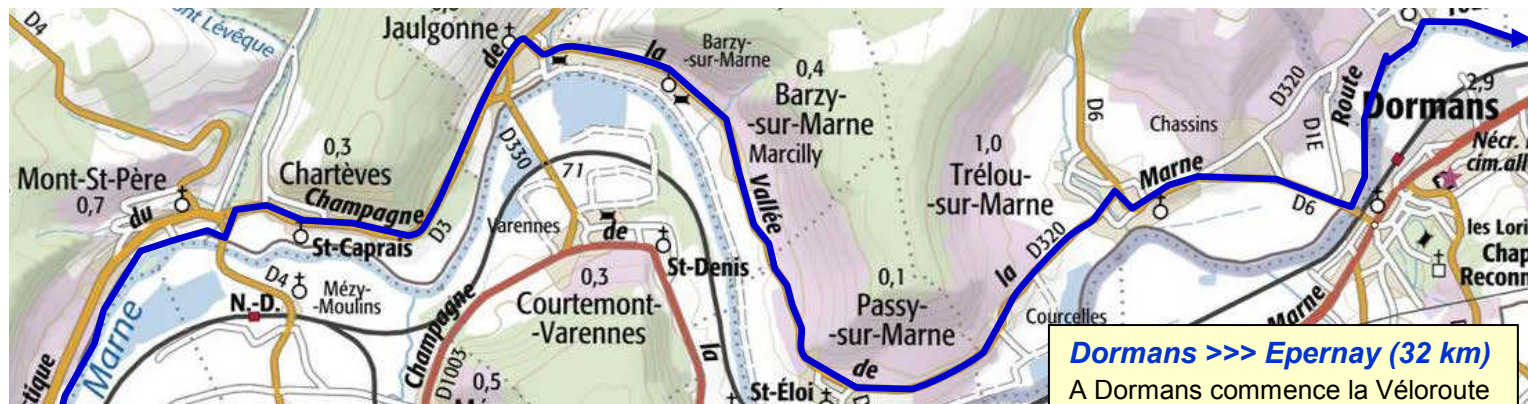 D4
Jaulgonne
de
la
Barzy-
-sur-Marne
0,4
Barzy-
-sur-Marne
Marcilly
D6
Chassins
D320
D1E
Route
2,9
Dormans
Nécr.
cim.all
Mont-St-Père
0,7
du
0,3
Chartèves
Champagne
D3
St-Caprais
D330
71
Varennes
de
St-Denis
Vallée
1,0
Trélou-
-sur-Marne
Marne
D6
D320
la
les Lori
Chap
Reconn
D4
Mézy-
-Moulins
N.-D.
Marne
Champagne
D1003
0,3
Courtemont-
-Varennes
la
0,5
0,1
Passy-
-sur-Marne
Courcelles
Marne
St-Éloi
de
Dormans >>> Epernay (32 km)
A Dormans commence la Véloroute